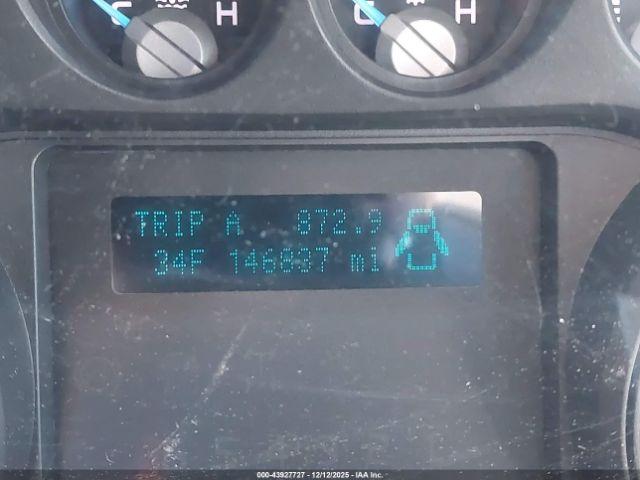 C H C H
TRIP A 872.9
34F 146837 mi
000-43927727 - 12/12/2025 - IAA Inc.